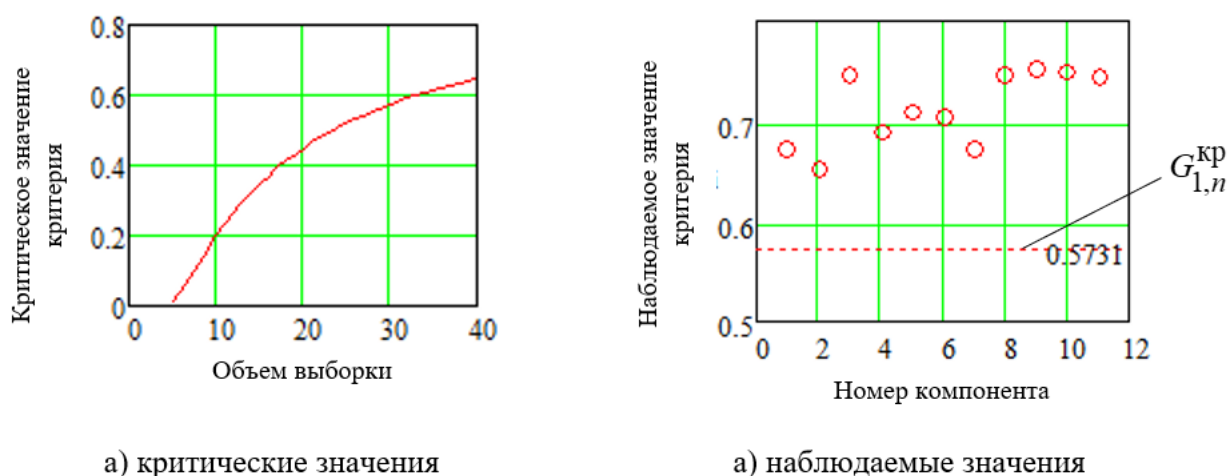 Критическое значение
критерия
0.8
0.6
0.4
0.2
0
0 10 20 30 40
Объем выборки
а) критические значения
Наблюдаемое значение
критерия
0.7
0.6
0.5
0.5731
G 1,n кр
0 2 4 6 8 10 12
Номер компонента
а) наблюдаемые значения